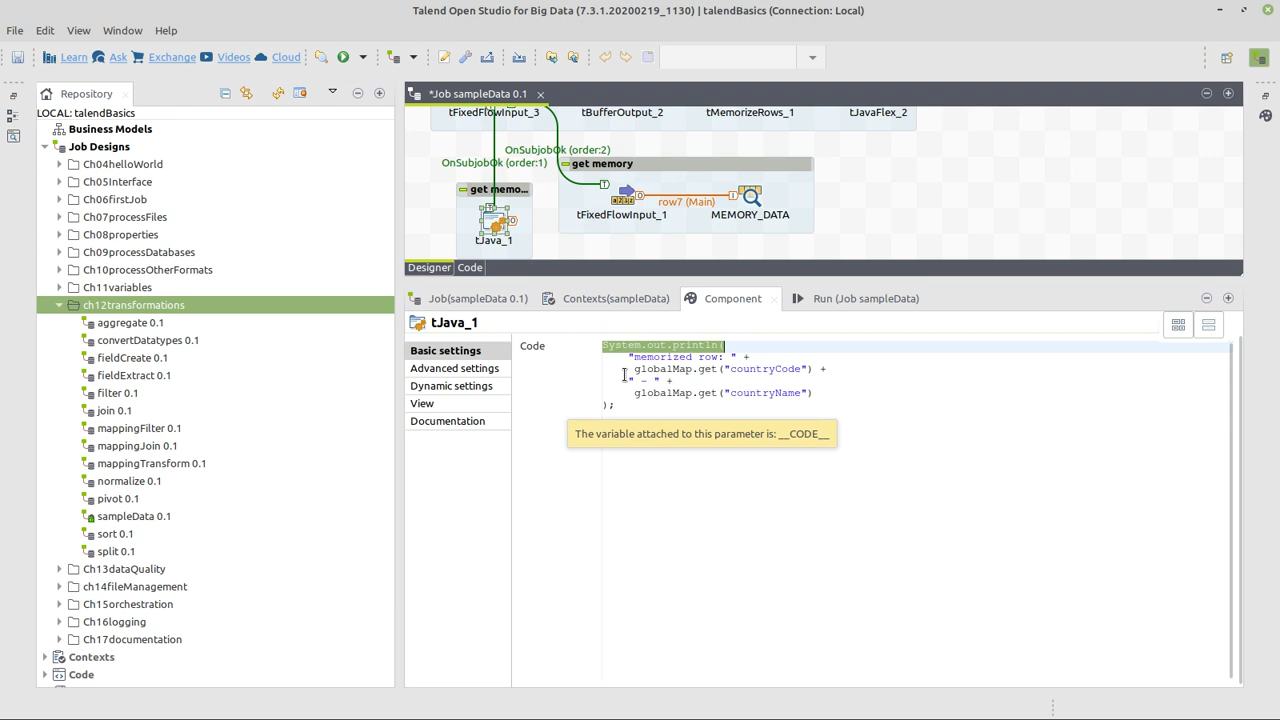 Talend Open Studio for Big Data (7.3.1.20200219_1130) | talendBasics (Connection: Local)
File Edit View Window Help
Learn Ask Exchange Videos Cloud
Repository
LOCAL: talendBasics
Business Models
Job Designs
Ch04helloWorld
Ch05Interface
Ch06firstJob
Ch07processFiles
Ch08properties
Ch09processDatabases
Ch10processOtherFormats
Ch11variables
ch12transformations
aggregate 0.1
convertDatatypes 0.1
fieldCreate 0.1
fieldExtract 0.1
filter 0.1
join 0.1
mappingFilter 0.1
mappingJoin 0.1
mappingTransform 0.1
normalize 0.1
pivot 0.1
sampleData 0.1
sort 0.1
split 0.1
Ch13dataQuality
ch14fileManagement
Ch15orchestration
Ch16logging
Ch17documentation
Contexts
Code
*Job sampleData 0.1
tFixedFlowInput_3 tBufferOutput_2 tMemorizeRows_1 tJavaFlex_2
OnSubjobOk (order:2)
OnSubjobOk (order:1)
get memory
get memo...
row7 (Main)
tFixedFlowInput_1 MEMORY_DATA
tJava_1
Designer Code
Job(sampleData 0.1) Contexts(sampleData) Component Run (Job sampleData)
tJava_1
Basic settings
Advanced settings
Dynamic settings
View
Documentation
Code
System.out.println(
"memorized row: " +
globalMap.get("countryCode") +
" - " +
globalMap.get("countryName")
);
The variable attached to this parameter is: __CODE__